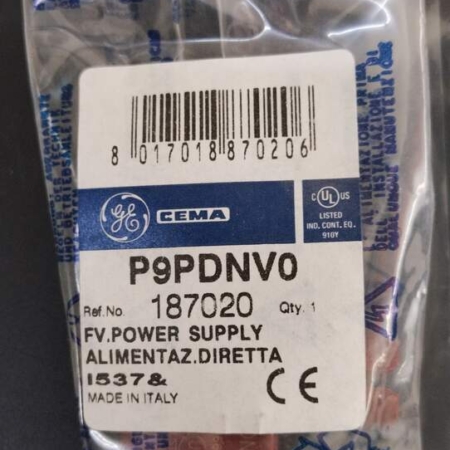 8 017018 870206
GE CEMA
C UL US
LISTED
IND. CONT. EQ.
910Y
P9PDNV0
Ref.No. 187020 Qty. 1
FV.POWER SUPPLY
ALIMENTAZ.DIRETTA
I537&
MADE IN ITALY
CE